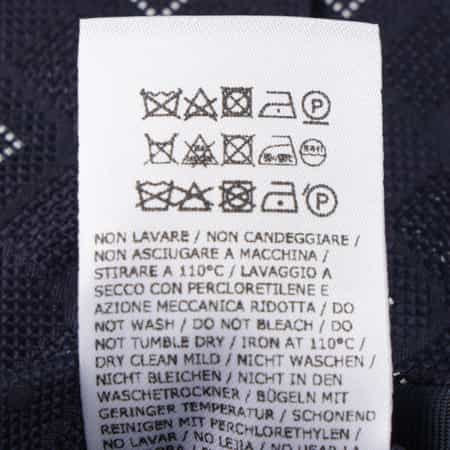 P
P
NON LAVARE / NON CANDEGGIARE /
NON ASCIUGARE A MACCHINA /
STIRARE A 110°C / LAVAGGIO A
SECCO CON PERCLORETILENE E
AZIONE MECCANICA RIDOTTA / DO
NOT WASH / DO NOT BLEACH / DO
NOT TUMBLE DRY / IRON AT 110°C /
DRY CLEAN MILD / NICHT WASCHEN /
NICHT BLEICHEN / NICHT IN DEN
WASCHETROCKNER / BÜGELN MIT
GERINGER TEMPERATUR / SCHONEND
REINIGEN MIT PERCHLORETHYLEN /
NO LAVAR / NO LEJIA / NO USAR